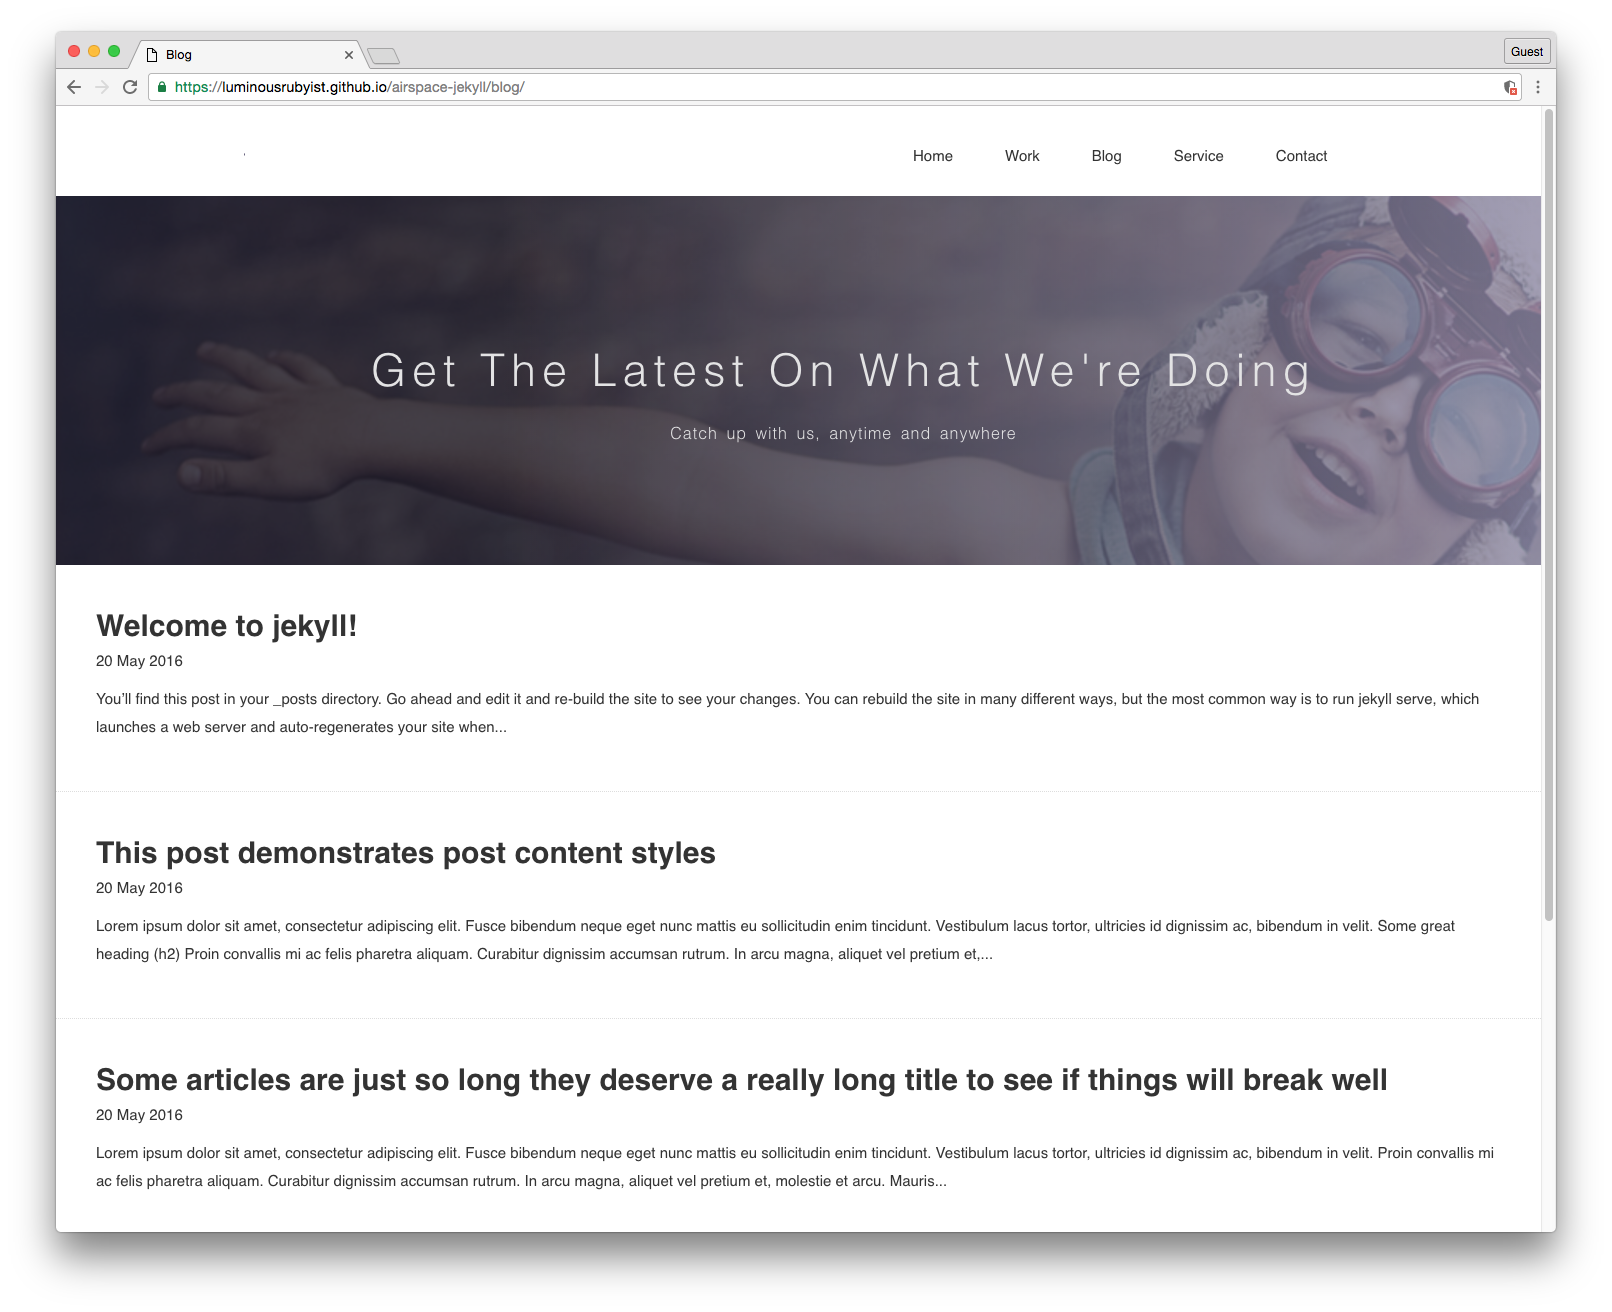 Blog
Guest
https://luminousrubyist.github.io/airspace-jekyll/blog/
Home Work Blog Service Contact
Get The Latest On What We're Doing
Catch up with us, anytime and anywhere
Welcome to jekyll!
20 May 2016
You’ll find this post in your _posts directory. Go ahead and edit it and re-build the site to see your changes. You can rebuild the site in many different ways, but the most common way is to run jekyll serve, which
launches a web server and auto-regenerates your site when...
This post demonstrates post content styles
20 May 2016
Lorem ipsum dolor sit amet, consectetur adipiscing elit. Fusce bibendum neque eget nunc mattis eu sollicitudin enim tincidunt. Vestibulum lacus tortor, ultricies id dignissim ac, bibendum in velit. Some great
heading (h2) Proin convallis mi ac felis pharetra aliquam. Curabitur dignissim accumsan rutrum. In arcu magna, aliquet vel pretium et,...
Some articles are just so long they deserve a really long title to see if things will break well
20 May 2016
Lorem ipsum dolor sit amet, consectetur adipiscing elit. Fusce bibendum neque eget nunc mattis eu sollicitudin enim tincidunt. Vestibulum lacus tortor, ultricies id dignissim ac, bibendum in velit. Proin convallis mi
ac felis pharetra aliquam. Curabitur dignissim accumsan rutrum. In arcu magna, aliquet vel pretium et, molestie et arcu. Mauris...